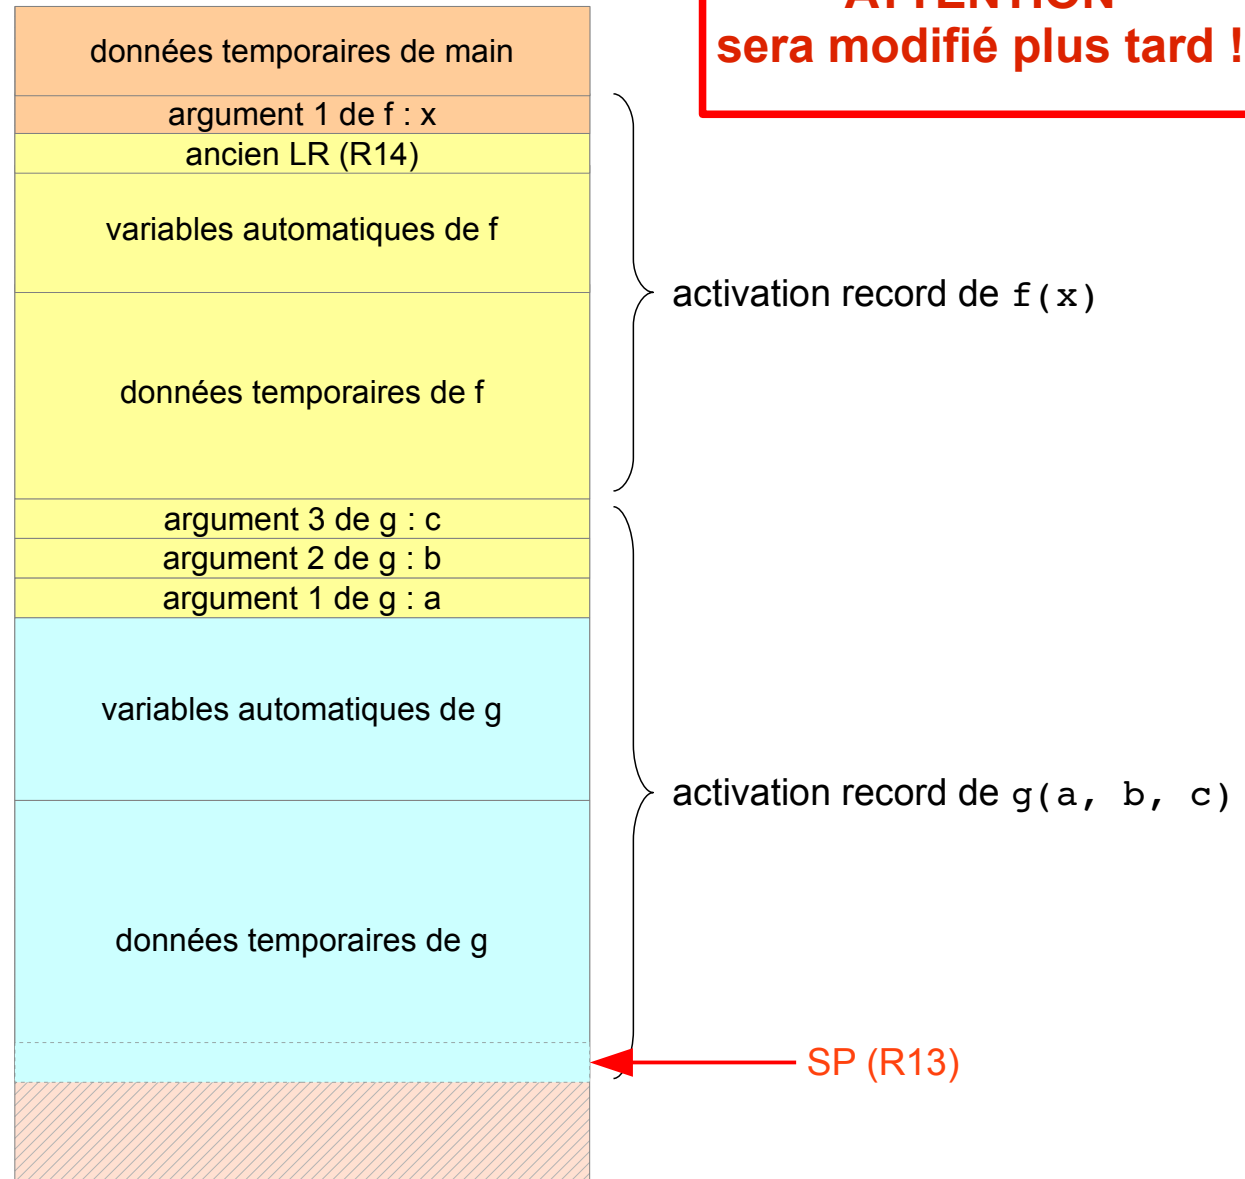 ATTENTION
sera modifié plus tard !
données temporaires de main
argument 1 de f : x
ancien LR (R14)
variables automatiques de f
activation record de f(x)
données temporaires de f
argument 3 de g : c
argument 2 de g : b
argument 1 de g : a
variables automatiques de g
activation record de g(a, b, c)
données temporaires de g
SP (R13)